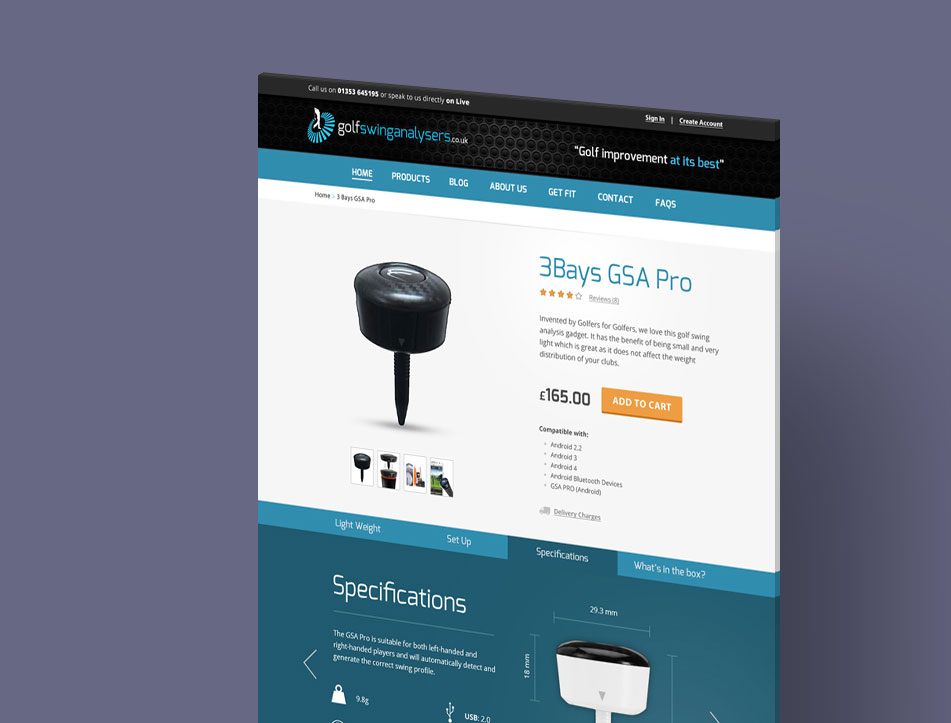 Call us on 01353 645195 or speak to us directly on Live
Sign In | Create Account
golfswinganalysers.co.uk
"Golf improvement at its best"
HOME PRODUCTS BLOG ABOUT US GET FIT CONTACT FAQS
Home > 3 Bays GSA Pro
3Bays GSA Pro
Reviews (8)
Invented by Golfers for Golfers, we love this golf swing
analysis gadget. It has the benefit of being small and very
light which is great as it does not affect the weight
distribution of your clubs.
£165.00
ADD TO CART
Compatible with:
Android 2.2
Android 3
Android 4
Android Bluetooth Devices
GSA PRO (Android)
Delivery Charges
Light Weight
Set Up
Specifications
What's in the box?
Specifications
The GSA Pro is suitable for both left-handed and
right-handed players and will automatically detect and
generate the correct swing profile.
9.8g
USB: 2.0
29.3 mm
18 mm